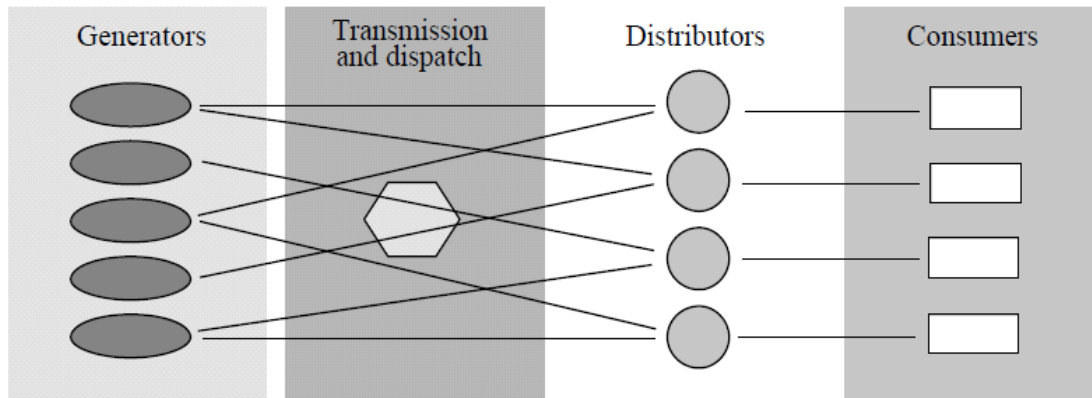 Generators
Transmission
and dispatch
Distributors
Consumers